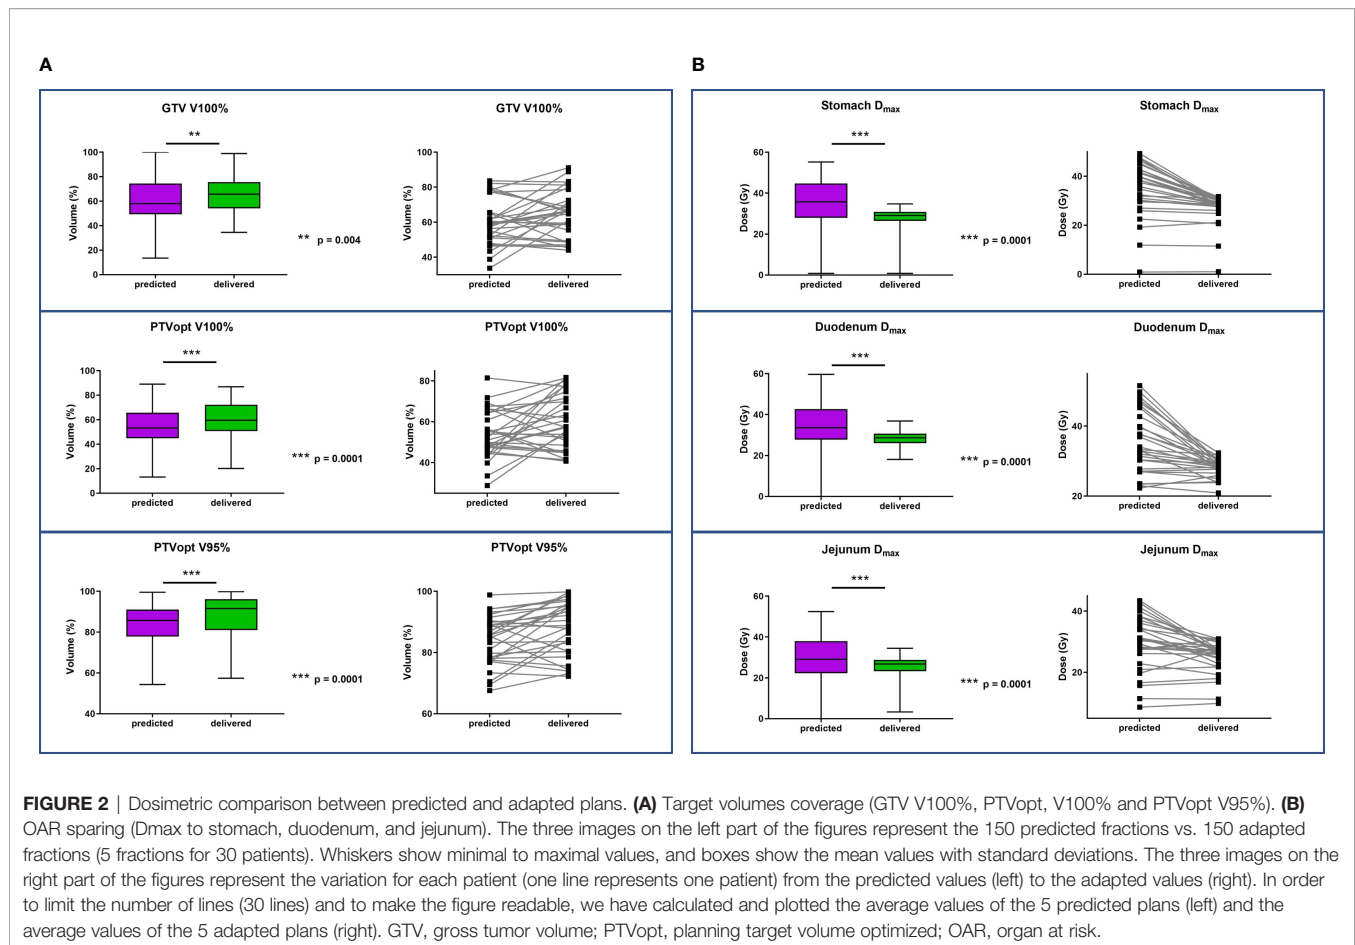 A
B
GTV V100%
**
Volume (%)
100
80
60
40
20
0
predicted
delivered
** p = 0.004
GTV V100%
100
80
60
40
predicted
delivered
Stomach Dmax
***
Dose (Gy)
60
40
20
0
predicted
delivered
*** p = 0.0001
Stomach Dmax
Dose (Gy)
40
20
0
predicted
delivered
PTVopt V100%
***
Volume (%)
100
80
60
40
20
0
predicted
delivered
*** p = 0.0001
PTVopt V100%
Volume (%)
80
60
40
predicted
delivered
Duodenum Dmax
***
Dose (Gy)
60
40
20
0
predicted
delivered
*** p = 0.0001
Duodenum Dmax
Dose (Gy)
40
20
predicted
delivered
PTVopt V95%
***
Volume (%)
100
80
60
40
predicted
delivered
*** p = 0.0001
PTVopt V95%
Volume (%)
100
80
60
predicted
delivered
Jejunum Dmax
***
Dose (Gy)
60
40
20
0
predicted
delivered
*** p = 0.0001
Jejunum Dmax
Dose (Gy)
40
20
predicted
delivered
FIGURE 2 | Dosimetric comparison between predicted and adapted plans. (A) Target volumes coverage (GTV V100%, PTVopt, V100% and PTVopt V95%). (B)
OAR sparing (Dmax to stomach, duodenum, and jejunum). The three images on the left part of the figures represent the 150 predicted fractions vs. 150 adapted
fractions (5 fractions for 30 patients). Whiskers show minimal to maximal values, and boxes show the mean values with standard deviations. The three images on the
right part of the figures represent the variation for each patient (one line represents one patient) from the predicted values (left) to the adapted values (right). In order
to limit the number of lines (30 lines) and to make the figure readable, we have calculated and plotted the average values of the 5 predicted plans (left) and the
average values of the 5 adapted plans (right). GTV, gross tumor volume; PTVopt, planning target volume optimized; OAR, organ at risk.